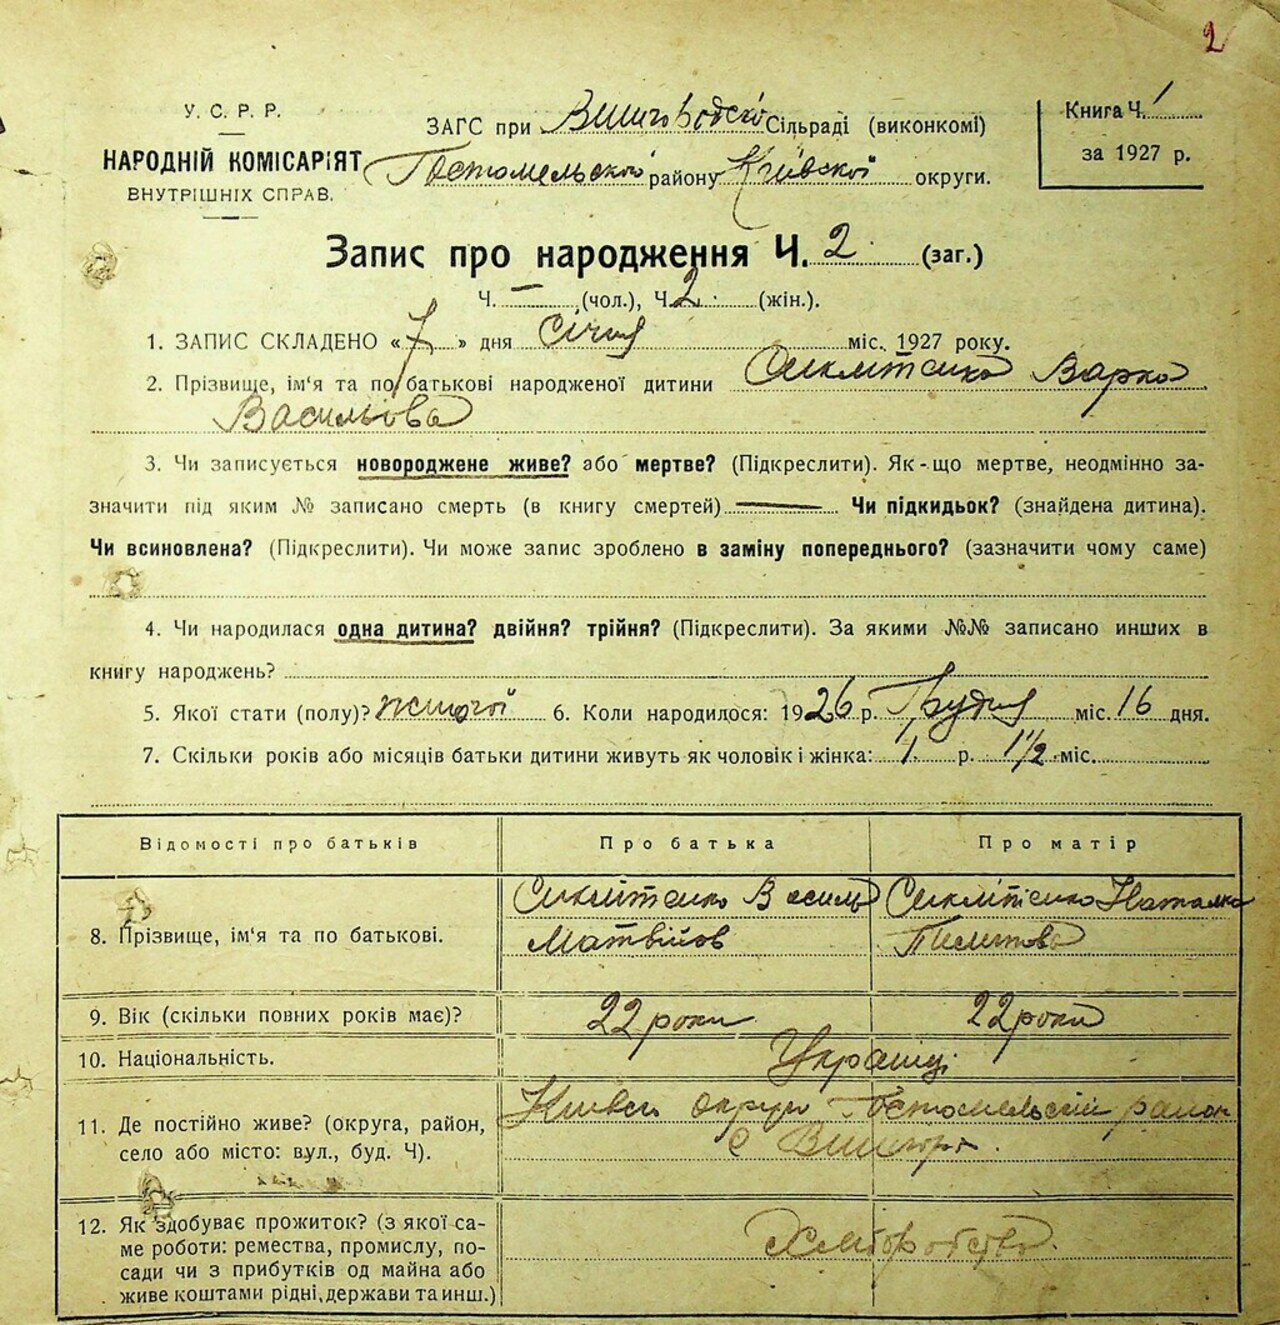 2
У. С. Р. Р.
НАРОДНІЙ КОМІСАРІЯТ
ВНУТРІШНІХ СПРАВ.
ЗАГС при Вишгородскій Сільраді (виконкомі)
Гостомельського району Київскої округи.
Книга Ч. 1
за 1927 р.
Запис про народження Ч. 2 (заг.)
Ч. — (чол.), Ч. 2 (жін.).
1. ЗАПИС СКЛАДЕНО «7» дня Січня міс. 1927 року.
2. Прізвище, ім'я та по батькові народженої дитини Варка
Васильова
3. Чи записується новороджене живе? або мертве? (Підкреслити). Як-що мертве, неодмінно за-
значити під яким № записано смерть (в книгу смертей) — Чи підкидьок? (знайдена дитина).
Чи всиновлена? (Підкреслити). Чи може запис зроблено в заміну попереднього? (зазначити чому саме)
4. Чи народилася одна дитина? двійня? трійня? (Підкреслити). За якими №№ записано инших в
книгу народжень?
5. Якої стати (полу)? жіночої 6. Коли народилося: 1926 р. Грудня міс. 16 дня.
7. Скільки років або місяців батьки дитини живуть як чоловік і жінка: 1 р. 1 1/2 міс.
Відомості про батьків
Про батька
Про матір
8. Прізвище, ім'я та по батькові.
Василь
Матвійов
Наталка
9. Вік (скільки повних років має)?
22 роки
22 роки
10. Національність.
Українці
11. Де постійно живе? (округа, район,
село або місто: вул., буд. Ч).
округи Гостомельский район
с Вишгород
12. Як здобуває прожиток? (з якої са-
ме роботи: ремества, промислу, по-
сади чи з прибутків од майна або
живе коштами рідні, держави та инш.)
Хліборобство.